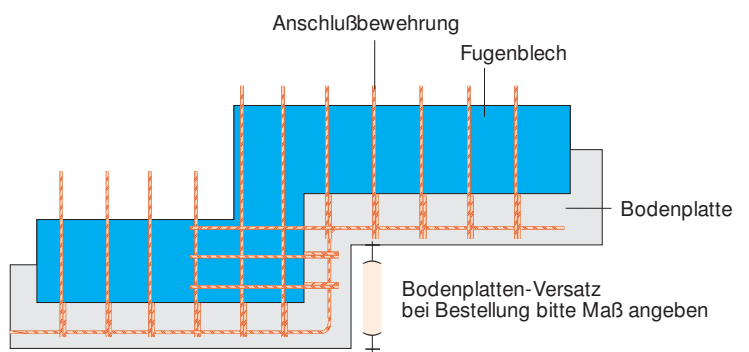 Anschlußbewehrung
Fugenblech
Bodenplatte
Bodenplatten-Versatz
bei Bestellung bitte Maß angeben